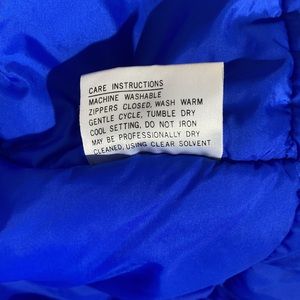 CARE INSTRUCTIONS
MACHINE WASHABLE
ZIPPERS CLOSED, WASH WARM
GENTLE CYCLE, TUMBLE DRY
COOL SETTING, DO NOT IRON
MAY BE PROFESSIONALLY DRY
CLEANED, USING CLEAR SOLVENT